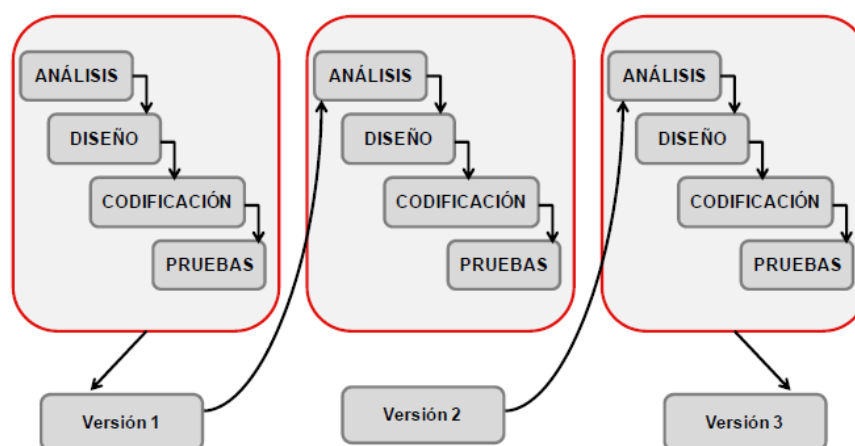 ANÁLISIS
DISEÑO
CODIFICACIÓN
PRUEBAS
ANÁLISIS
DISEÑO
CODIFICACIÓN
PRUEBAS
ANÁLISIS
DISEÑO
CODIFICACIÓN
PRUEBAS
Versión 1
Versión 2
Versión 3